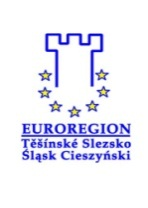 EUROREGION
Těšínské Slezsko
Śląsk Cieszyński